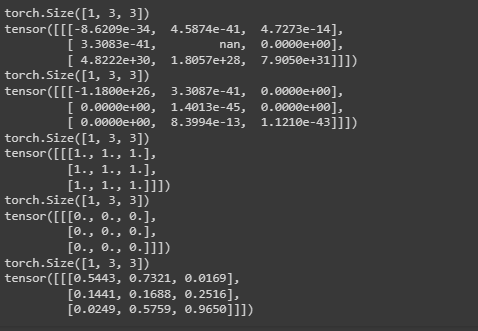 torch.Size([1, 3, 3])
tensor([[[-8.6209e-34,  4.5874e-41,  4.7273e-14],
         [ 3.3083e-41,         nan,  0.0000e+00],
         [ 4.8222e+30,  1.8057e+28,  7.9050e+31]]])
torch.Size([1, 3, 3])
tensor([[[-1.1800e+26,  3.3087e-41,  0.0000e+00],
         [ 0.0000e+00,  1.4013e-45,  0.0000e+00],
         [ 0.0000e+00,  8.3994e-13,  1.1210e-43]]])
torch.Size([1, 3, 3])
tensor([[[1., 1., 1.],
         [1., 1., 1.],
         [1., 1., 1.]]])
torch.Size([1, 3, 3])
tensor([[[0., 0., 0.],
         [0., 0., 0.],
         [0., 0., 0.]]])
torch.Size([1, 3, 3])
tensor([[[0.5443, 0.7321, 0.0169],
         [0.1441, 0.1688, 0.2516],
         [0.0249, 0.5759, 0.9650]]])